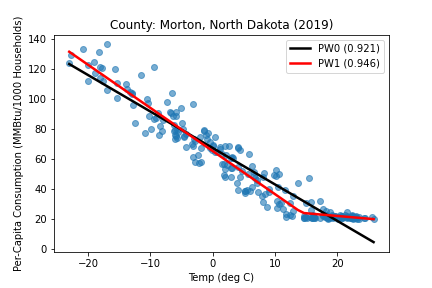 County: Morton, North Dakota (2019)
PW0 (0.921)
PW1 (0.946)
Per-Capita Consumption (MMBtu/1000 Households)
140
120
100
80
60
40
20
0
−20
−10
0
10
20
Temp (deg C)